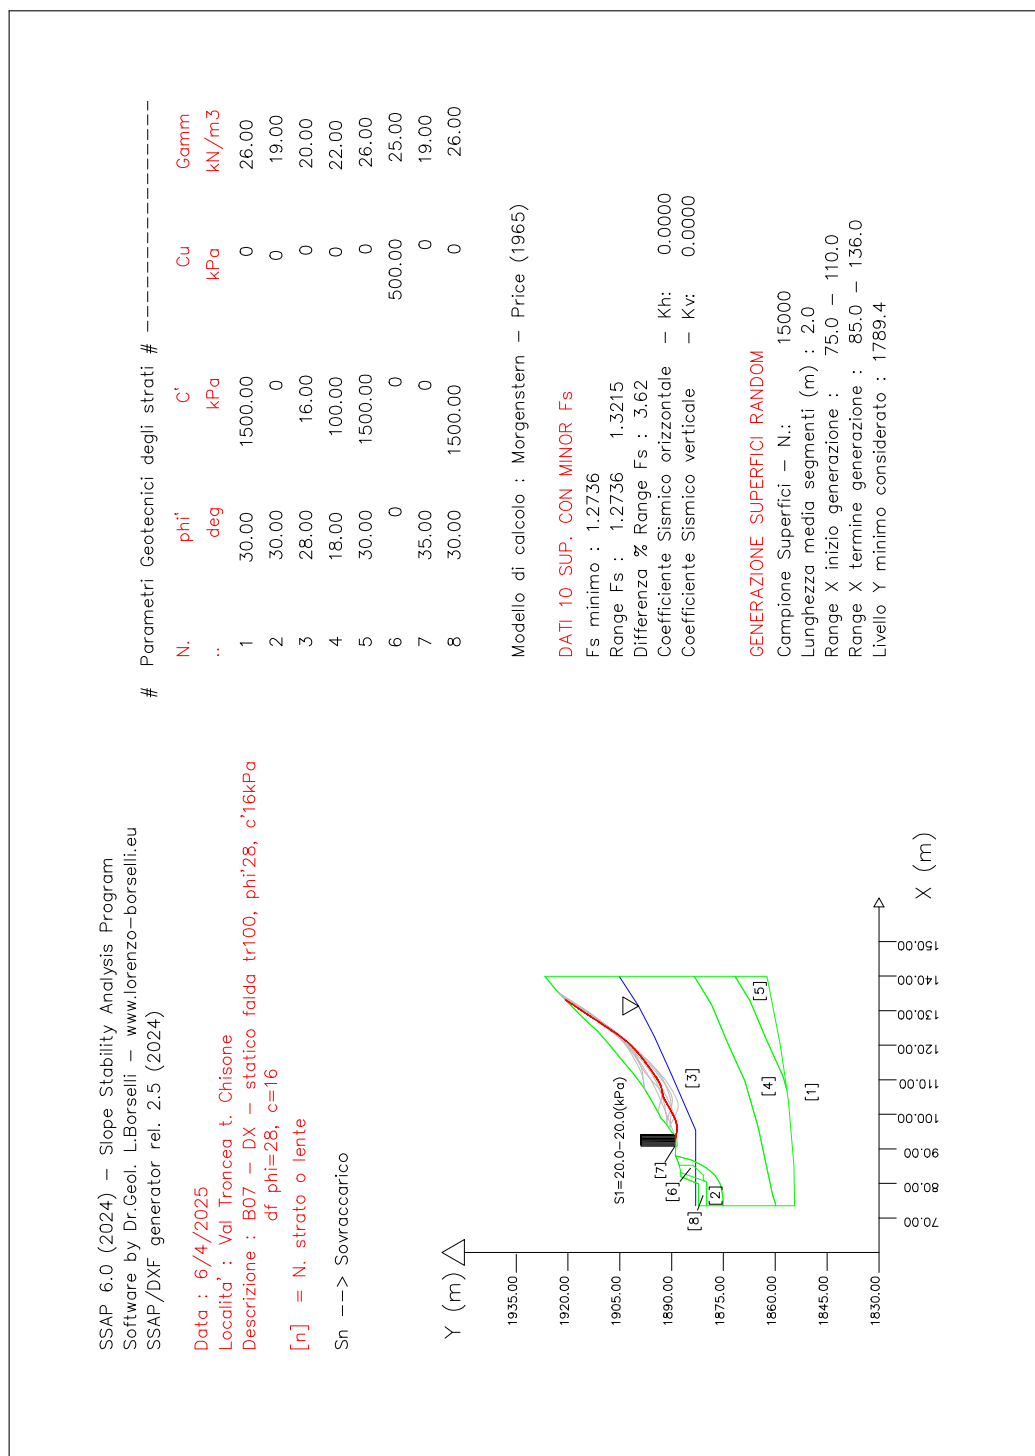 SSAP 6.0 (2024) – Slope Stability Analysis Program
Software by Dr.Geol. L.Borselli – www.lorenzo-borselli.eu
SSAP/DXF generator rel. 2.5 (2024)
Data : 6/4/2025
Localita' : Val Troncea t. Chisone
Descrizione : B07 – DX – statico falda tr100, phi'28, c'16kPa
df phi=28, c=16
[n] = N. strato o lente
Sn --> Sovraccarico
# Parametri Geotecnici degli strati # ----------------
N. phi' C' Cu Gamm
.. deg kPa kPa kN/m3
1 30.00 1500.00 0 26.00
2 30.00 0 0 19.00
3 28.00 16.00 0 20.00
4 18.00 100.00 0 22.00
5 30.00 1500.00 0 26.00
6 0 0 500.00 25.00
7 35.00 0 0 19.00
8 30.00 1500.00 0 26.00
Modello di calcolo : Morgenstern – Price (1965)
DATI 10 SUP. CON MINOR Fs
Fs minimo : 1.2736
Range Fs : 1.2736 1.3215
Differenza % Range Fs : 3.62
Coefficiente Sismico orizzontale – Kh: 0.0000
Coefficiente Sismico verticale – Kv: 0.0000
GENERAZIONE SUPERFICI RANDOM
Campione Superfici – N.: 15000
Lunghezza media segmenti (m) : 2.0
Range X inizio generazione : 75.0 – 110.0
Range X termine generazione : 85.0 – 136.0
Livello Y minimo considerato : 1789.4
Y (m)
1935.00
1920.00
1905.00
1890.00
1875.00
1860.00
1845.00
1830.00
S1=20.0–20.0(kPa)
[7]
[6]
[8]
[2]
[3]
[4]
[1]
[5]
70.00
80.00
90.00
100.00
110.00
120.00
130.00
140.00
150.00
X (m)